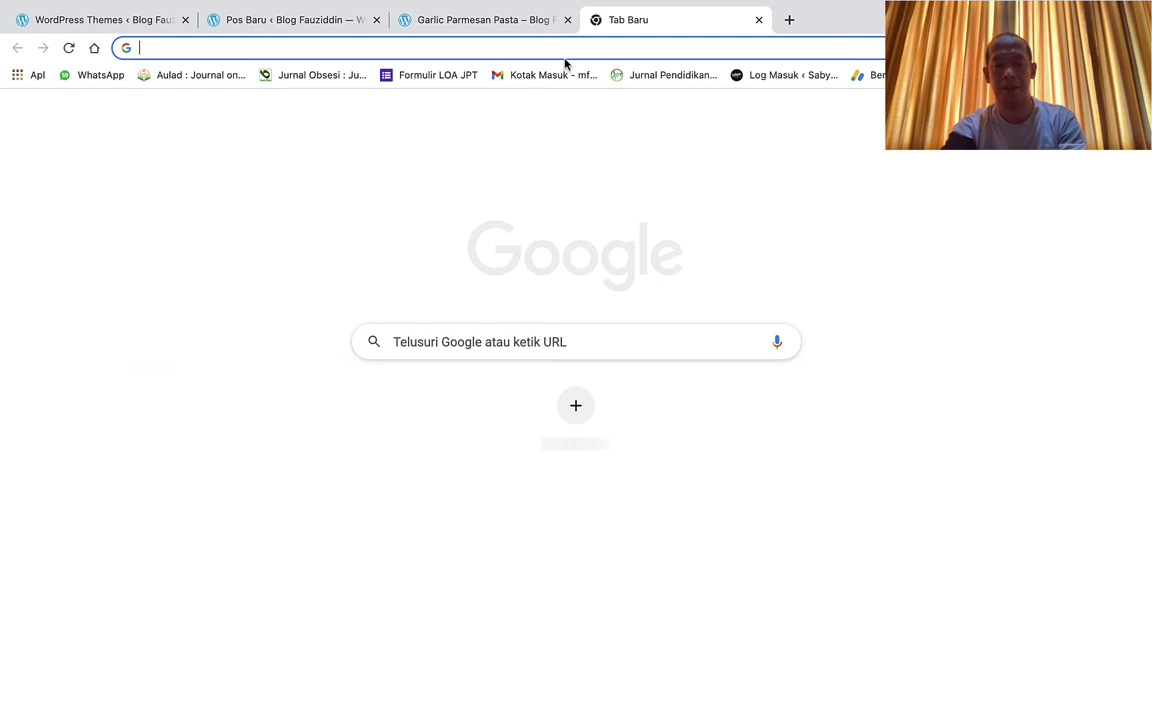 WordPress Themes ‹ Blog Fauz
Pos Baru ‹ Blog Fauziddin — W
Garlic Parmesan Pasta – Blog F
Tab Baru
Apl
WhatsApp
Aulad : Journal on...
Jurnal Obsesi : Ju...
Formulir LOA JPT
Kotak Masuk - mf...
Jurnal Pendidikan...
Log Masuk ‹ Saby...
Ber
Google
Telusuri Google atau ketik URL